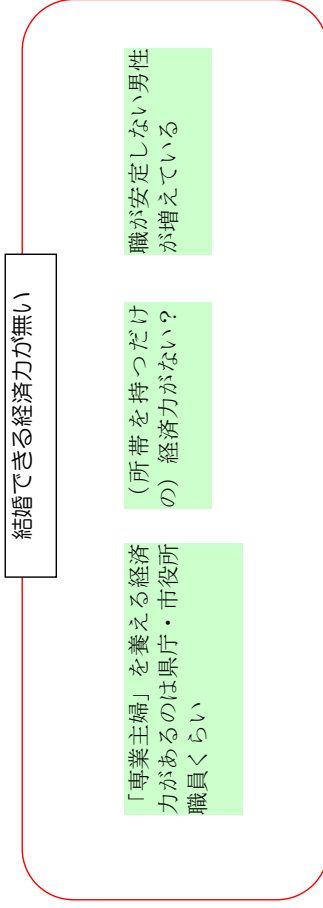 結婚できる経済力が無い
「専業主婦」を養える経済
力があるのは県庁・市役所
職員くらい
（所帯を持つだけ
の）経済力がない？
職が安定しない男性
が増えている